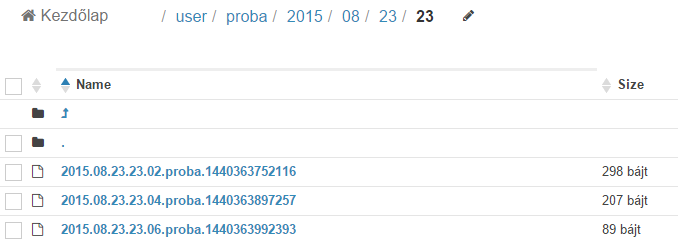 Kezdőlap / user / proba / 2015 / 08 / 23 / 23
Name Size
.
2015.08.23.23.02.proba.1440363752116 298 bájt
2015.08.23.23.04.proba.1440363897257 207 bájt
2015.08.23.23.06.proba.1440363992393 89 bájt